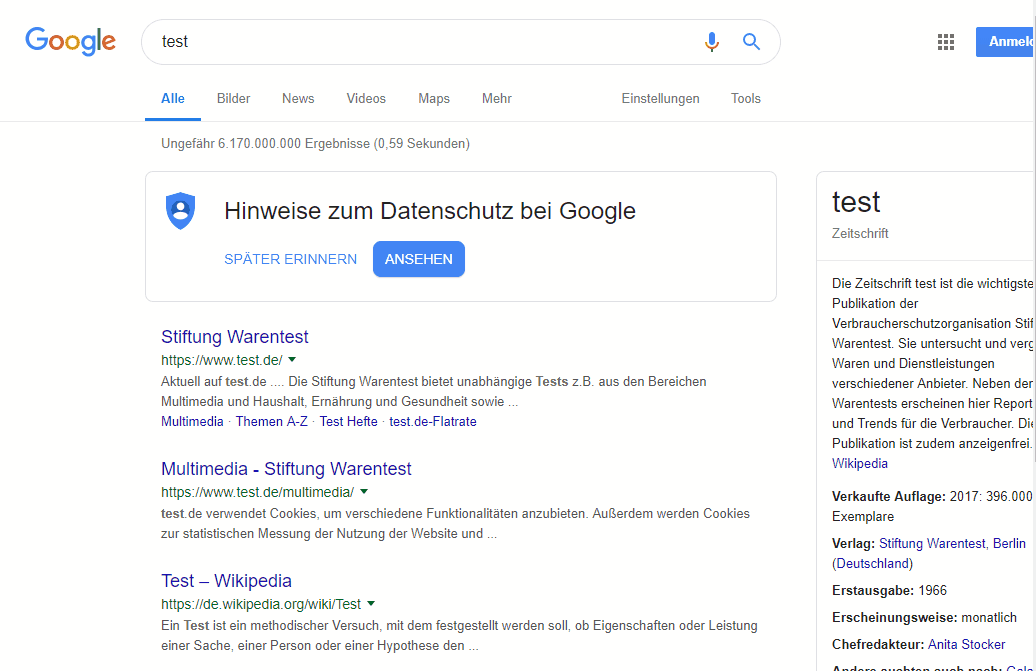 Google
test
Anmeld
Alle Bilder News Videos Maps Mehr Einstellungen Tools
Ungefähr 6.170.000.000 Ergebnisse (0,59 Sekunden)
Hinweise zum Datenschutz bei Google
SPÄTER ERINNERN ANSEHEN
Stiftung Warentest
https://www.test.de/
Aktuell auf test.de .... Die Stiftung Warentest bietet unabhängige Tests z.B. aus den Bereichen
Multimedia und Haushalt, Ernährung und Gesundheit sowie ...
Multimedia · Themen A-Z · Test Hefte · test.de-Flatrate
Multimedia - Stiftung Warentest
https://www.test.de/multimedia/
test.de verwendet Cookies, um verschiedene Funktionalitäten anzubieten. Außerdem werden Cookies
zur statistischen Messung der Nutzung der Website und ...
Test – Wikipedia
https://de.wikipedia.org/wiki/Test
Ein Test ist ein methodischer Versuch, mit dem festgestellt werden soll, ob Eigenschaften oder Leistung
einer Sache, einer Person oder einer Hypothese den ...
test
Zeitschrift
Die Zeitschrift test ist die wichtigste
Publikation der
Verbraucherschutzorganisation Stif
Warentest. Sie untersucht und verg
Waren und Dienstleistungen
verschiedener Anbieter. Neben den
Warentests erscheinen hier Report
und Trends für die Verbraucher. Die
Publikation ist zudem anzeigenfrei.
Wikipedia
Verkaufte Auflage: 2017: 396.000
Exemplare
Verlag: Stiftung Warentest, Berlin
(Deutschland)
Erstausgabe: 1966
Erscheinungsweise: monatlich
Chefredakteur: Anita Stocker
Andere suchten auch nach: